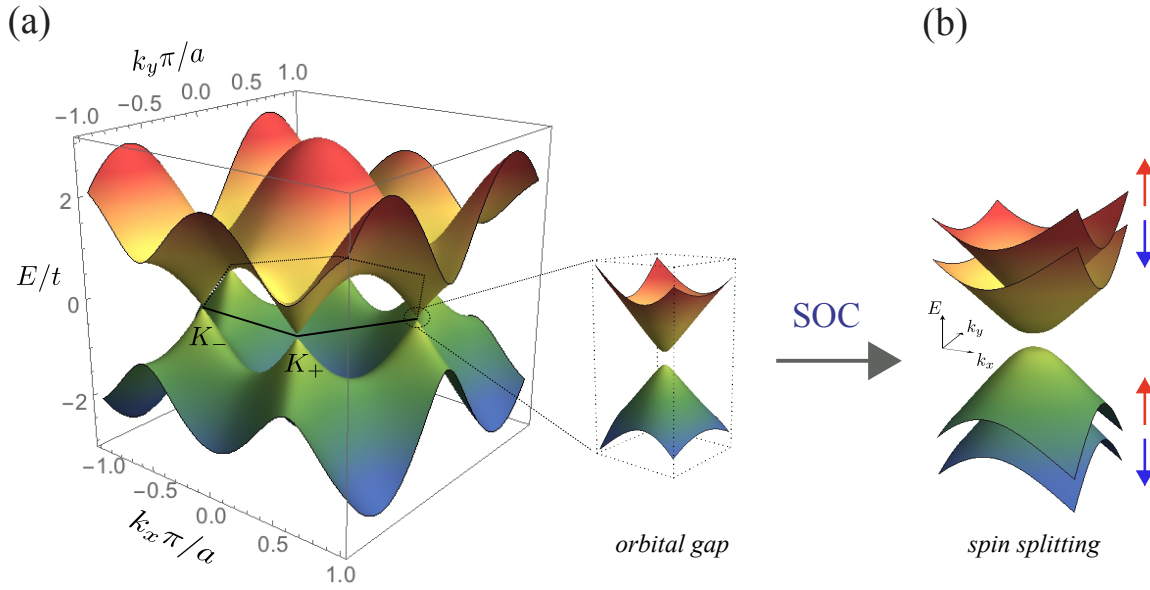 (a)
(b)
k_y π/a
−1.0 −0.5 0.0 0.5 1.0
E/t
2
0
−2
K_−
K_+
−1.0
−0.5
0.0
0.5
1.0
k_x π/a
orbital gap
SOC
E
k_y
k_x
spin splitting